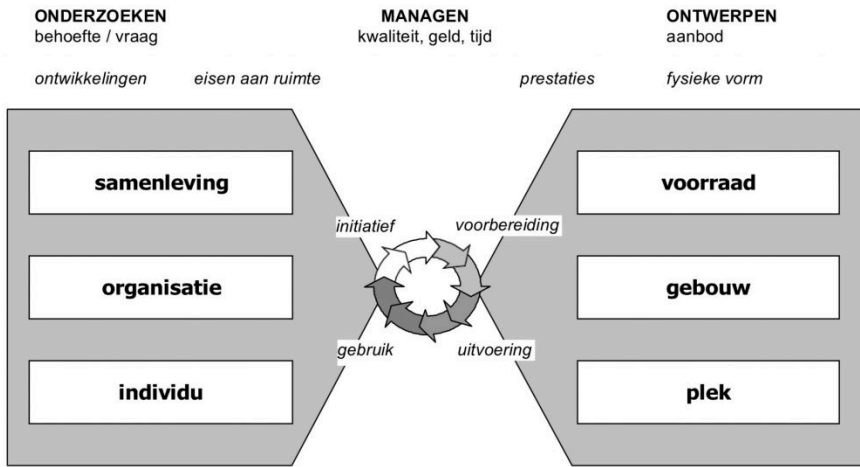 ONDERZOEKEN
behoefte / vraag
MANAGEN
kwaliteit, geld, tijd
ONTWERPEN
aanbod
ontwikkelingen
eisen aan ruimte
prestaties
fysieke vorm
samenleving
voorraad
initiatief
voorbereiding
organisatie
gebouw
gebruik
uitvoering
individu
plek